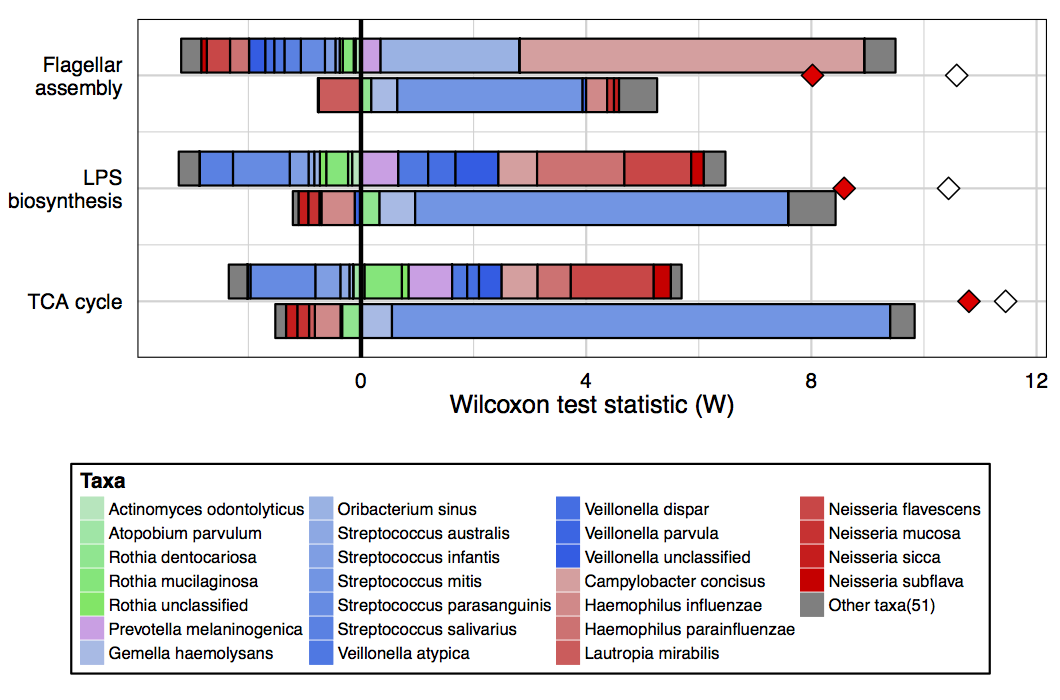 Flagellar
assembly
LPS
biosynthesis
TCA cycle
0 4 8 12
Wilcoxon test statistic (W)
Taxa
Actinomyces odontolyticus
Atopobium parvulum
Rothia dentocariosa
Rothia mucilaginosa
Rothia unclassified
Prevotella melaninogenica
Gemella haemolysans
Oribacterium sinus
Streptococcus australis
Streptococcus infantis
Streptococcus mitis
Streptococcus parasanguinis
Streptococcus salivarius
Veillonella atypica
Veillonella dispar
Veillonella parvula
Veillonella unclassified
Campylobacter concisus
Haemophilus influenzae
Haemophilus parainfluenzae
Lautropia mirabilis
Neisseria flavescens
Neisseria mucosa
Neisseria sicca
Neisseria subflava
Other taxa(51)